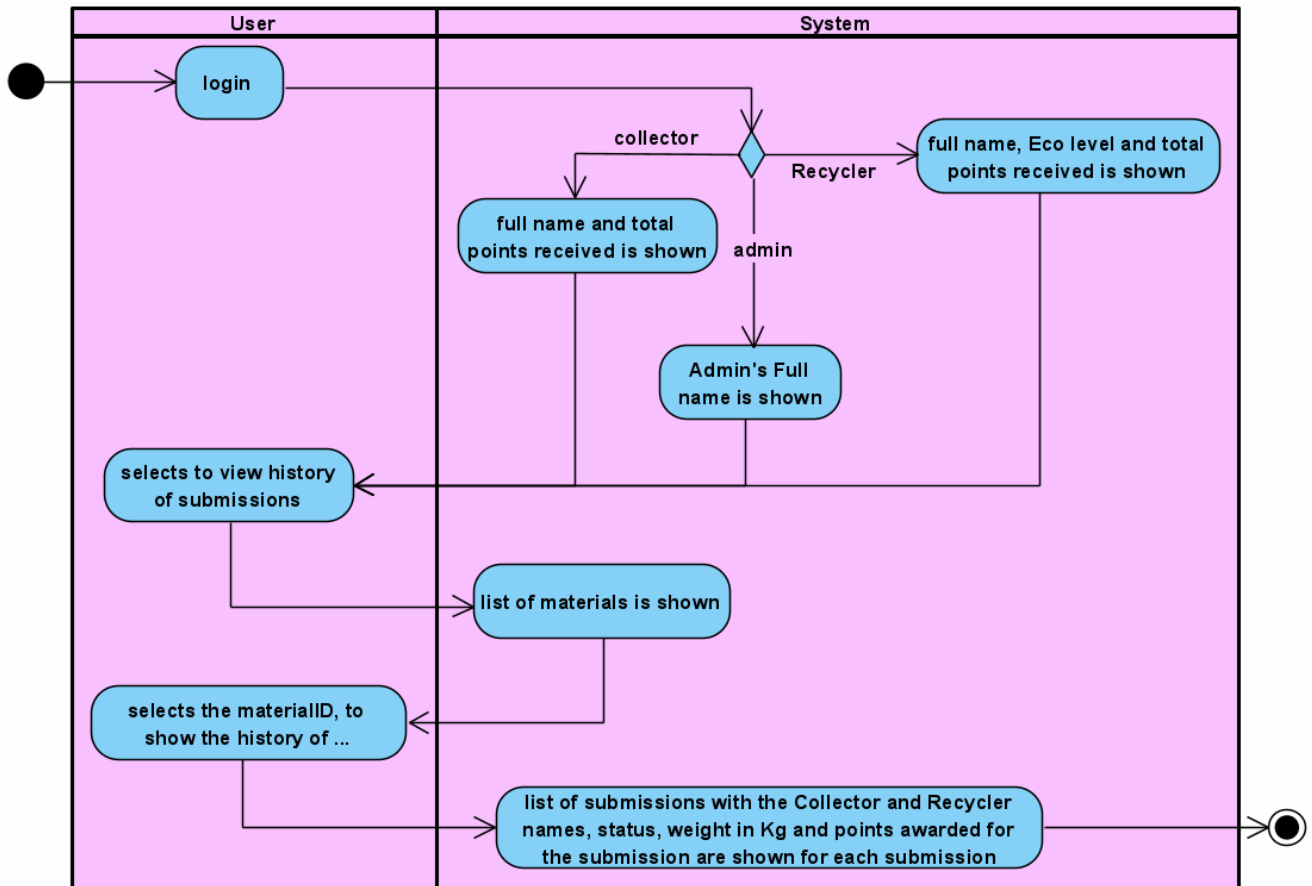 User
System
login
collector
Recycler
full name, Eco level and total
points received is shown
full name and total
points received is shown
admin
Admin's Full
name is shown
selects to view history
of submissions
list of materials is shown
selects the materialID, to
show the history of ...
list of submissions with the Collector and Recycler
names, status, weight in Kg and points awarded for
the submission are shown for each submission